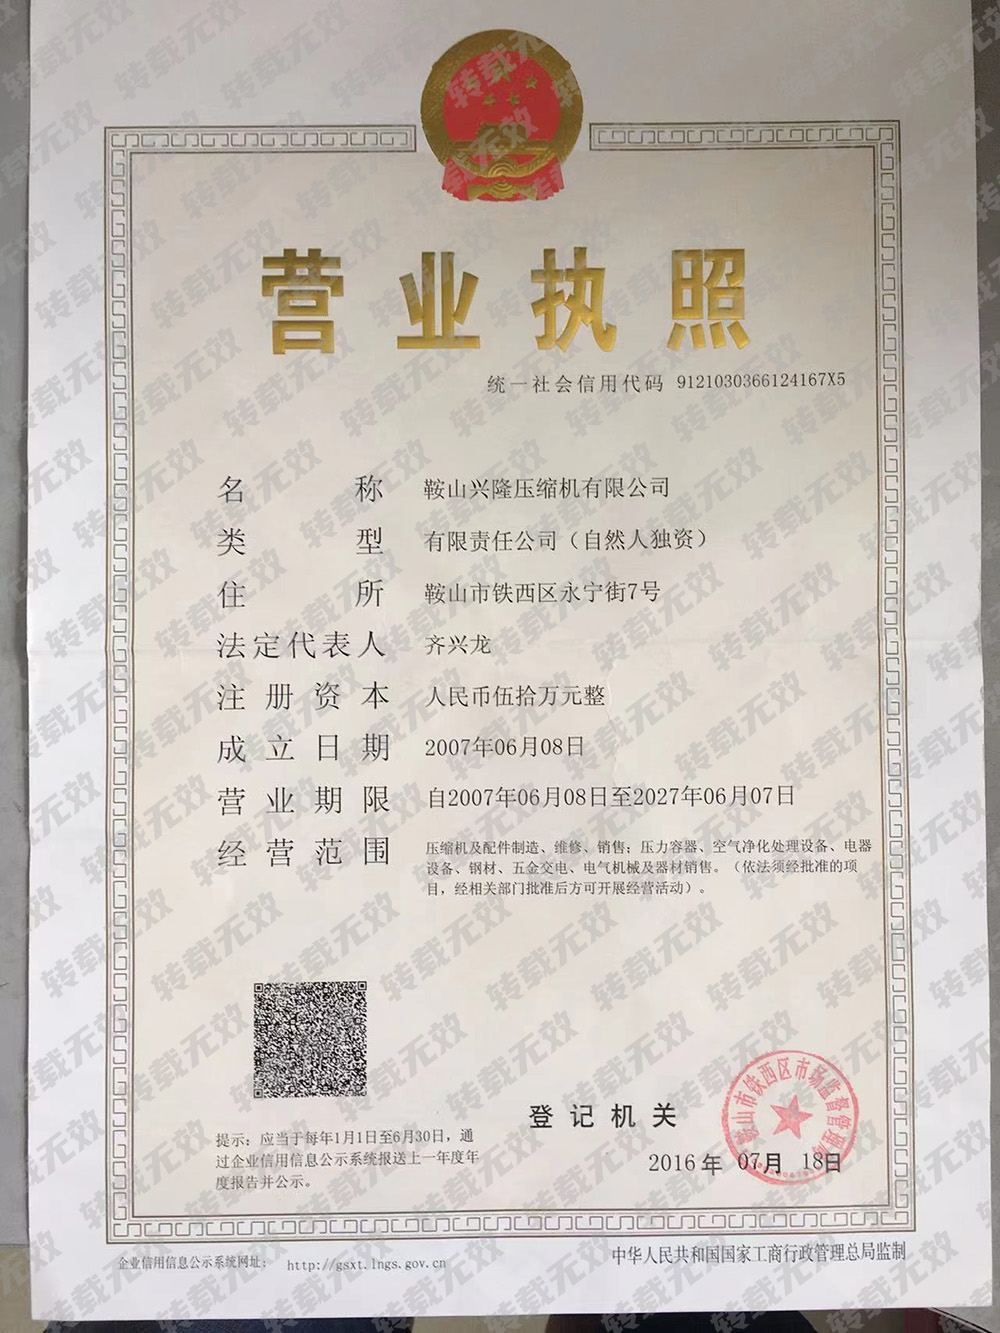 营业执照
统一社会信用代码 9121030366124167X5
名称 鞍山兴隆压缩机有限公司
类型 有限责任公司（自然人独资）
住所 鞍山市铁西区永宁街7号
法定代表人 齐兴龙
注册资本 人民币伍拾万元整
成立日期 2007年06月08日
营业期限 自2007年06月08日至2027年06月07日
经营范围 压缩机及配件制造、维修、销售；压力容器、空气净化处理设备、电器
设备、钢材、五金交电、电气机械及器材销售。（依法须经批准的项
目，经相关部门批准后方可开展经营活动）。
鞍山市铁西区市场监督管理局
登记机关
2016年 07月 18日
提示：应当于每年1月1日至6月30日，通
过企业信用信息公示系统报送上一年度年
度报告并公示。
企业信用信息公示系统网址： http://gsxt.lngs.gov.cn
中华人民共和国国家工商行政管理总局监制
转载无效